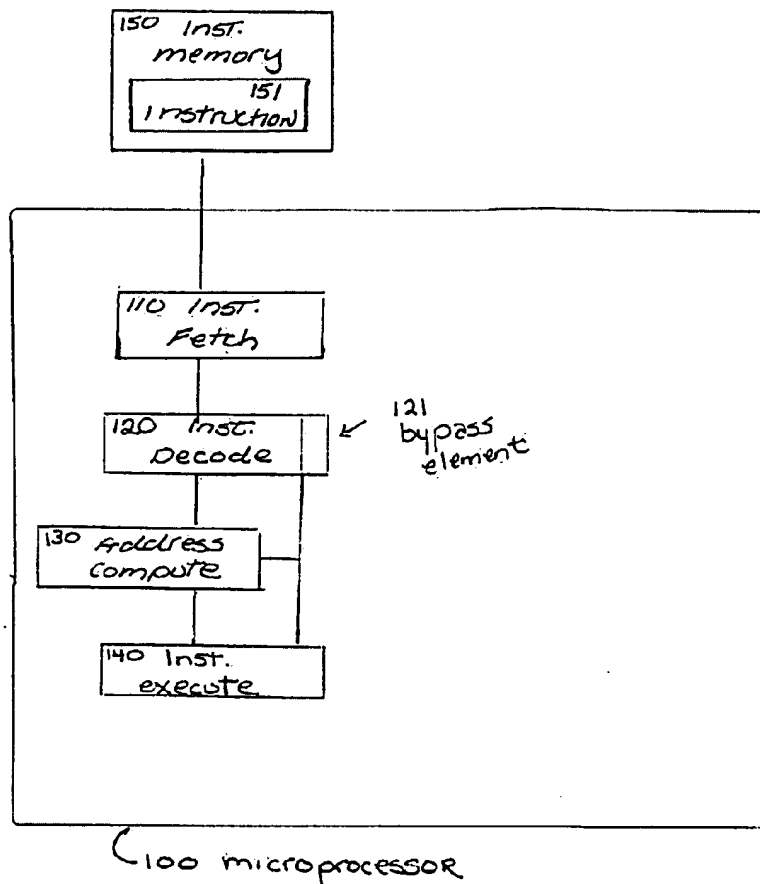 150 Inst.
memory
151
Instruction
110 Inst.
Fetch
120 Inst.
Decode
121
bypass
element
130 Address
compute
140 Inst.
execute
100 microprocessor